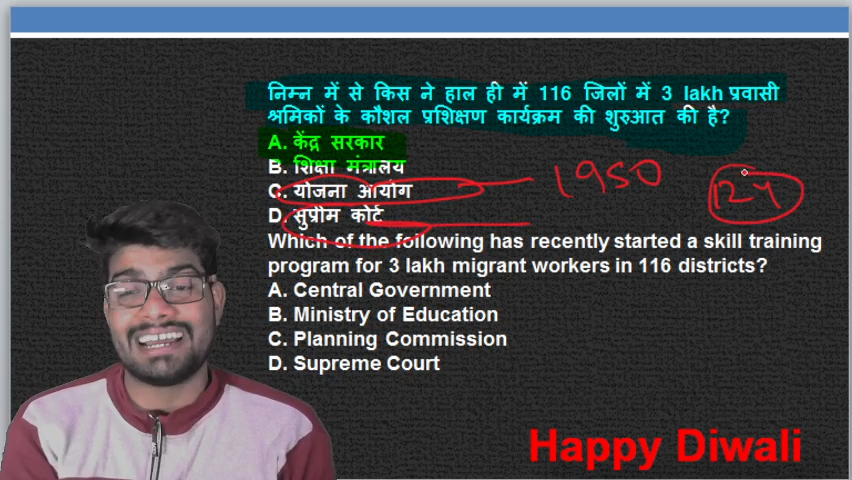 निम्न में से किस ने हाल ही में 116 जिलों में 3 lakh प्रवासी
श्रमिकों के कौशल प्रशिक्षण कार्यक्रम की शुरुआत की है?
A. केंद्र सरकार
B. शिक्षा मंत्रालय
C. योजना आयोग
1950
124
D. सुप्रीम कोर्ट
Which of the following has recently started a skill training
program for 3 lakh migrant workers in 116 districts?
A. Central Government
B. Ministry of Education
C. Planning Commission
D. Supreme Court
Happy Diwali